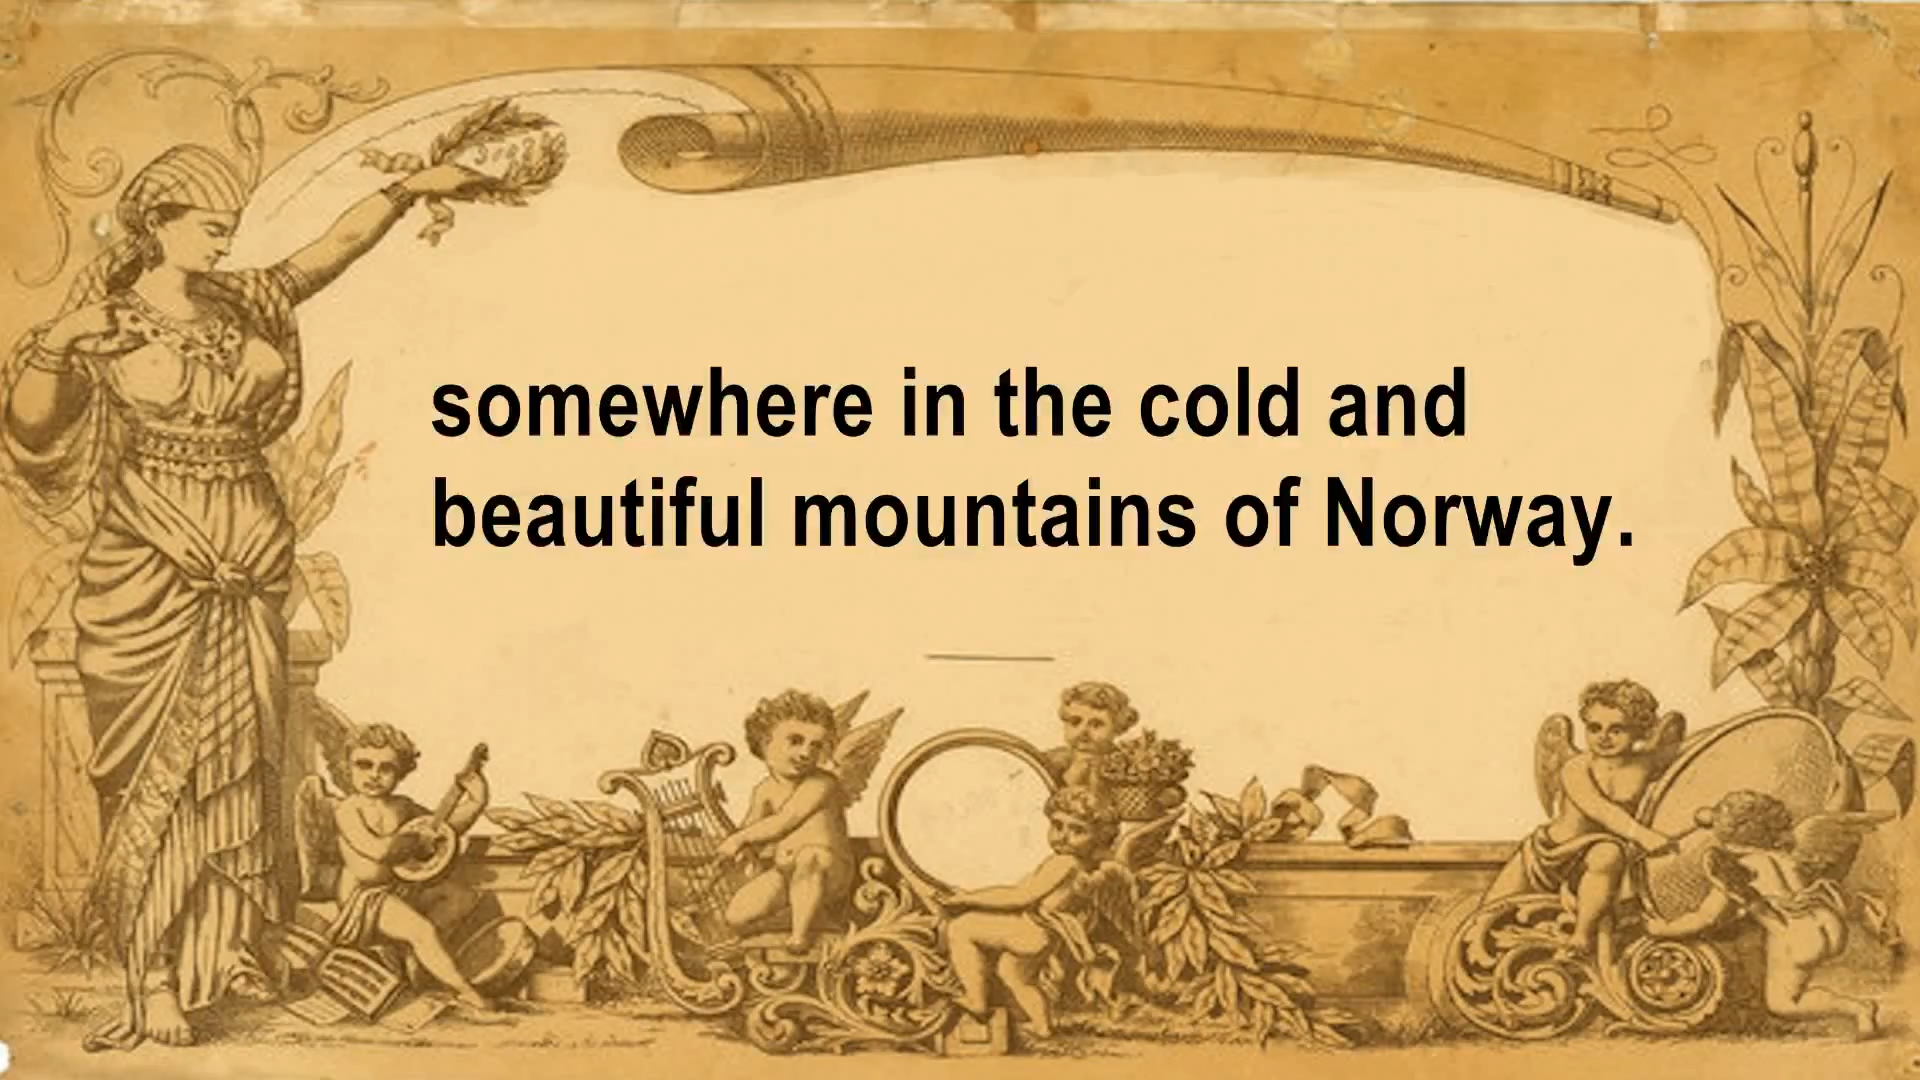 somewhere in the cold and
beautiful mountains of Norway.